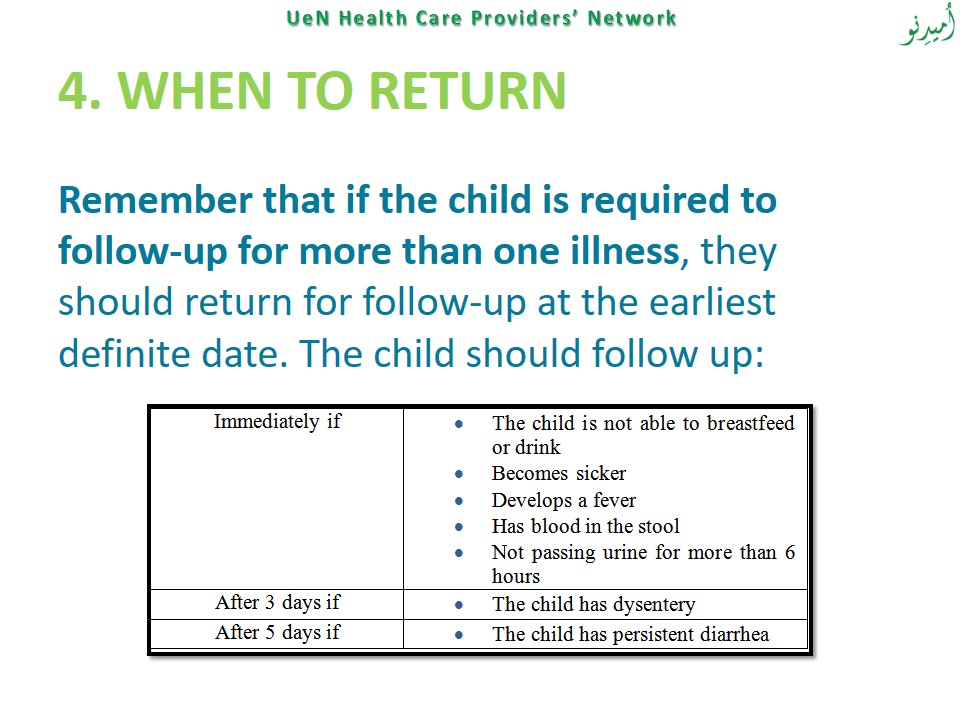 UeN Health Care Providers’ Network
اُمیدِنو
4. WHEN TO RETURN
Remember that if the child is required to
follow-up for more than one illness, they
should return for follow-up at the earliest
definite date. The child should follow up:
Immediately if
• The child is not able to breastfeed
or drink
• Becomes sicker
• Develops a fever
• Has blood in the stool
• Not passing urine for more than 6
hours
After 3 days if
• The child has dysentery
After 5 days if
• The child has persistent diarrhea